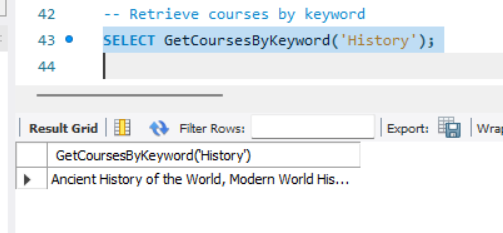 42 -- Retrieve courses by keyword
43 SELECT GetCoursesByKeyword('History');
44
Result Grid Filter Rows: Export: Wrap
GetCoursesByKeyword('History')
Ancient History of the World, Modern World His...